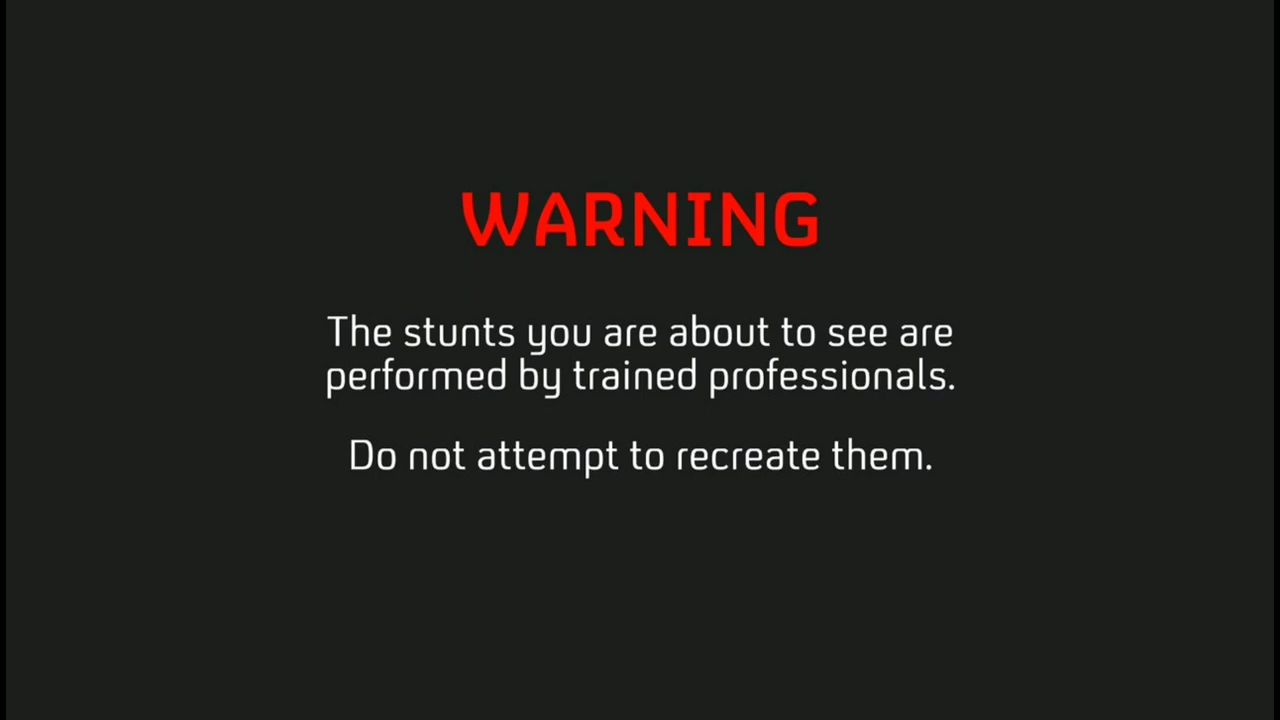 WARNING
The stunts you are about to see are
performed by trained professionals.
Do not attempt to recreate them.